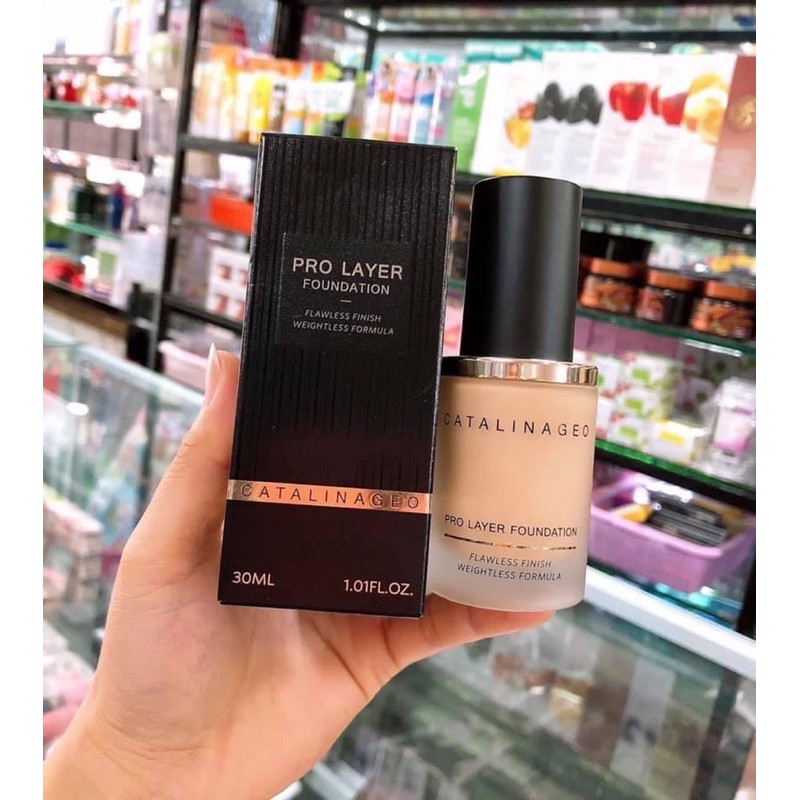 PRO LAYER
FOUNDATION
FLAWLESS FINISH
WEIGHTLESS FORMULA
CATALINAGEO
30ML 1.01FL.OZ.
CATALINAGEO
PRO LAYER FOUNDATION
FLAWLESS FINISH
WEIGHTLESS FORMULA